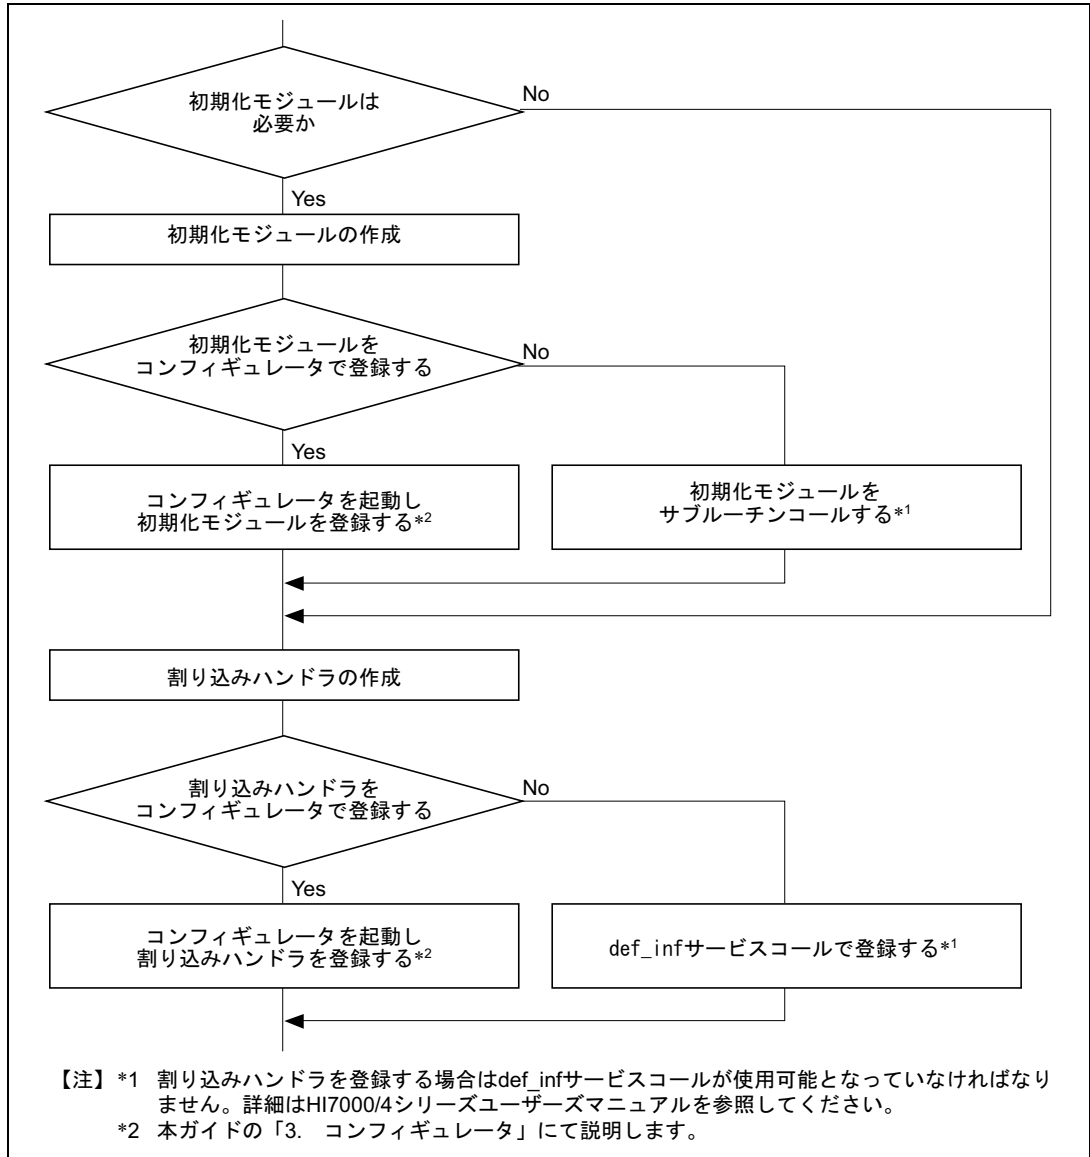 初期化モジュールは
必要か
No
Yes
初期化モジュールの作成
初期化モジュールを
コンフィギュレータで登録する
No
Yes
コンフィギュレータを起動し
初期化モジュールを登録する*2
初期化モジュールを
サブルーチンコールする*1
割り込みハンドラの作成
割り込みハンドラを
コンフィギュレータで登録する
No
Yes
コンフィギュレータを起動し
割り込みハンドラを登録する*2
def_infサービスコールで登録する*1
【注】*1 割り込みハンドラを登録する場合はdef_infサービスコールが使用可能となっていなければなり
ません。詳細はHI7000/4シリーズユーザーズマニュアルを参照してください。
*2 本ガイドの「3. コンフィギュレータ」にて説明します。